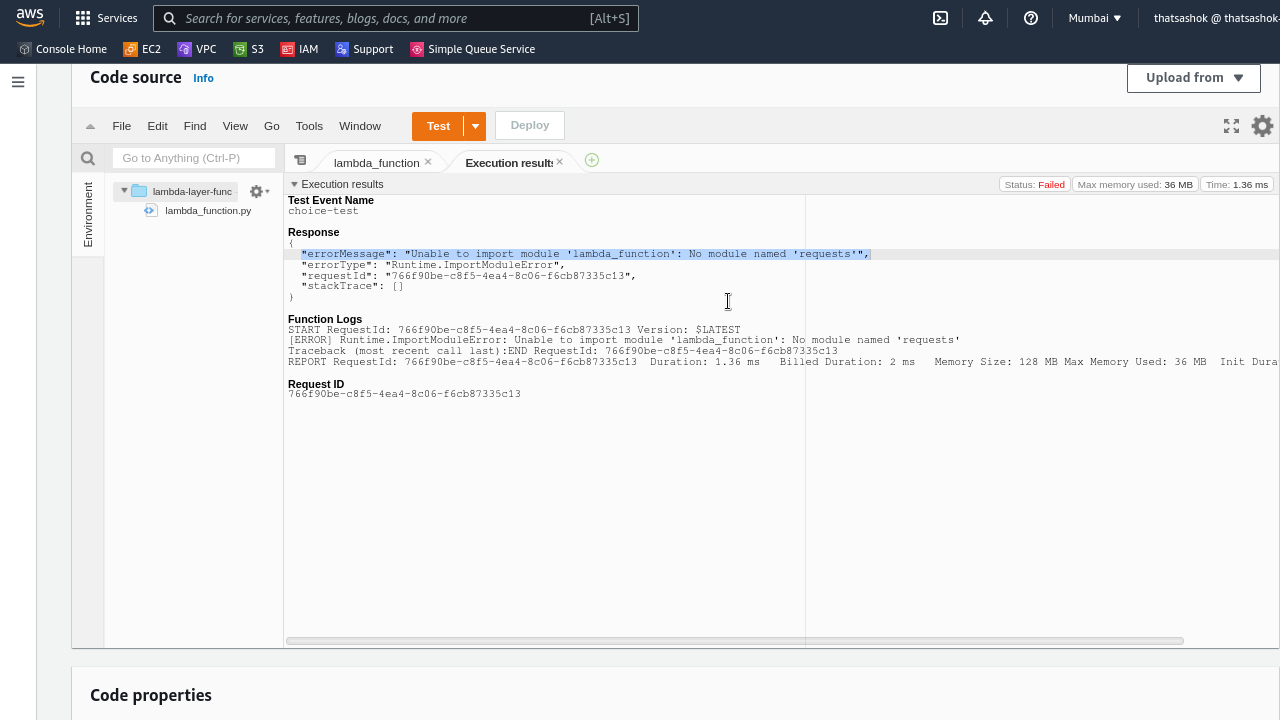 aws
Services
Search for services, features, blogs, docs, and more
[Alt+S]
Mumbai
thatsashok @ thatsashok-
Console Home
EC2
VPC
S3
IAM
Support
Simple Queue Service
Code source
Info
Upload from
File
Edit
Find
View
Go
Tools
Window
Test
Deploy
Go to Anything (Ctrl-P)
lambda_function
Execution results
Environment
lambda-layer-func
lambda_function.py
Execution results
Status: Failed
Max memory used: 36 MB
Time: 1.36 ms
Test Event Name
choice-test
Response
{
"errorMessage": "Unable to import module 'lambda_function': No module named 'requests'",
"errorType": "Runtime.ImportModuleError",
"requestId": "766f90be-c8f5-4ea4-8c06-f6cb87335c13",
"stackTrace": []
}
Function Logs
START RequestId: 766f90be-c8f5-4ea4-8c06-f6cb87335c13 Version: $LATEST
[ERROR] Runtime.ImportModuleError: Unable to import module 'lambda_function': No module named 'requests'
Traceback (most recent call last):END RequestId: 766f90be-c8f5-4ea4-8c06-f6cb87335c13
REPORT RequestId: 766f90be-c8f5-4ea4-8c06-f6cb87335c13 Duration: 1.36 ms Billed Duration: 2 ms Memory Size: 128 MB Max Memory Used: 36 MB Init Dura
Request ID
766f90be-c8f5-4ea4-8c06-f6cb87335c13
Code properties